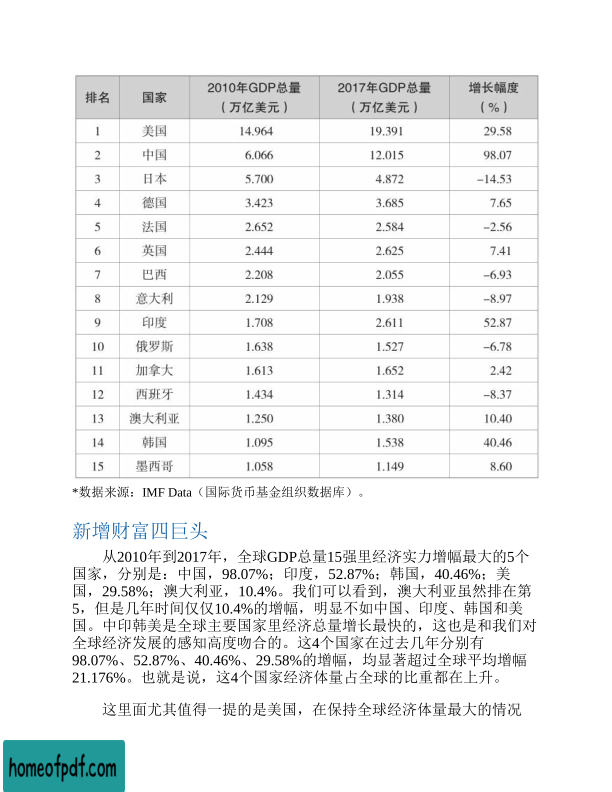 排名 国家 2010年GDP总量（万亿美元） 2017年GDP总量（万亿美元） 增长幅度（%）
1 美国 14.964 19.391 29.58
2 中国 6.066 12.015 98.07
3 日本 5.700 4.872 −14.53
4 德国 3.423 3.685 7.65
5 法国 2.652 2.584 −2.56
6 英国 2.444 2.625 7.41
7 巴西 2.208 2.055 −6.93
8 意大利 2.129 1.938 −8.97
9 印度 1.708 2.611 52.87
10 俄罗斯 1.638 1.527 −6.78
11 加拿大 1.613 1.652 2.42
12 西班牙 1.434 1.314 −8.37
13 澳大利亚 1.250 1.380 10.40
14 韩国 1.095 1.538 40.46
15 墨西哥 1.058 1.149 8.60
*数据来源：IMF Data（国际货币基金组织数据库）。
新增财富四巨头
从2010年到2017年，全球GDP总量15强里经济实力增幅最大的5个
国家，分别是：中国，98.07%；印度，52.87%；韩国，40.46%；美
国，29.58%；澳大利亚，10.4%。我们可以看到，澳大利亚虽然排在第
5，但是几年时间仅仅10.4%的增幅，明显不如中国、印度、韩国和美
国。中印韩美是全球主要国家里经济总量增长最快的，这也是和我们对
全球经济发展的感知高度吻合的。这4个国家在过去几年分别有
98.07%、52.87%、40.46%、29.58%的增幅，均显著超过全球平均增幅
21.176%。也就是说，这4个国家经济体量占全球的比重都在上升。
这里面尤其值得一提的是美国，在保持全球经济体量最大的情况
homeofpdf.com